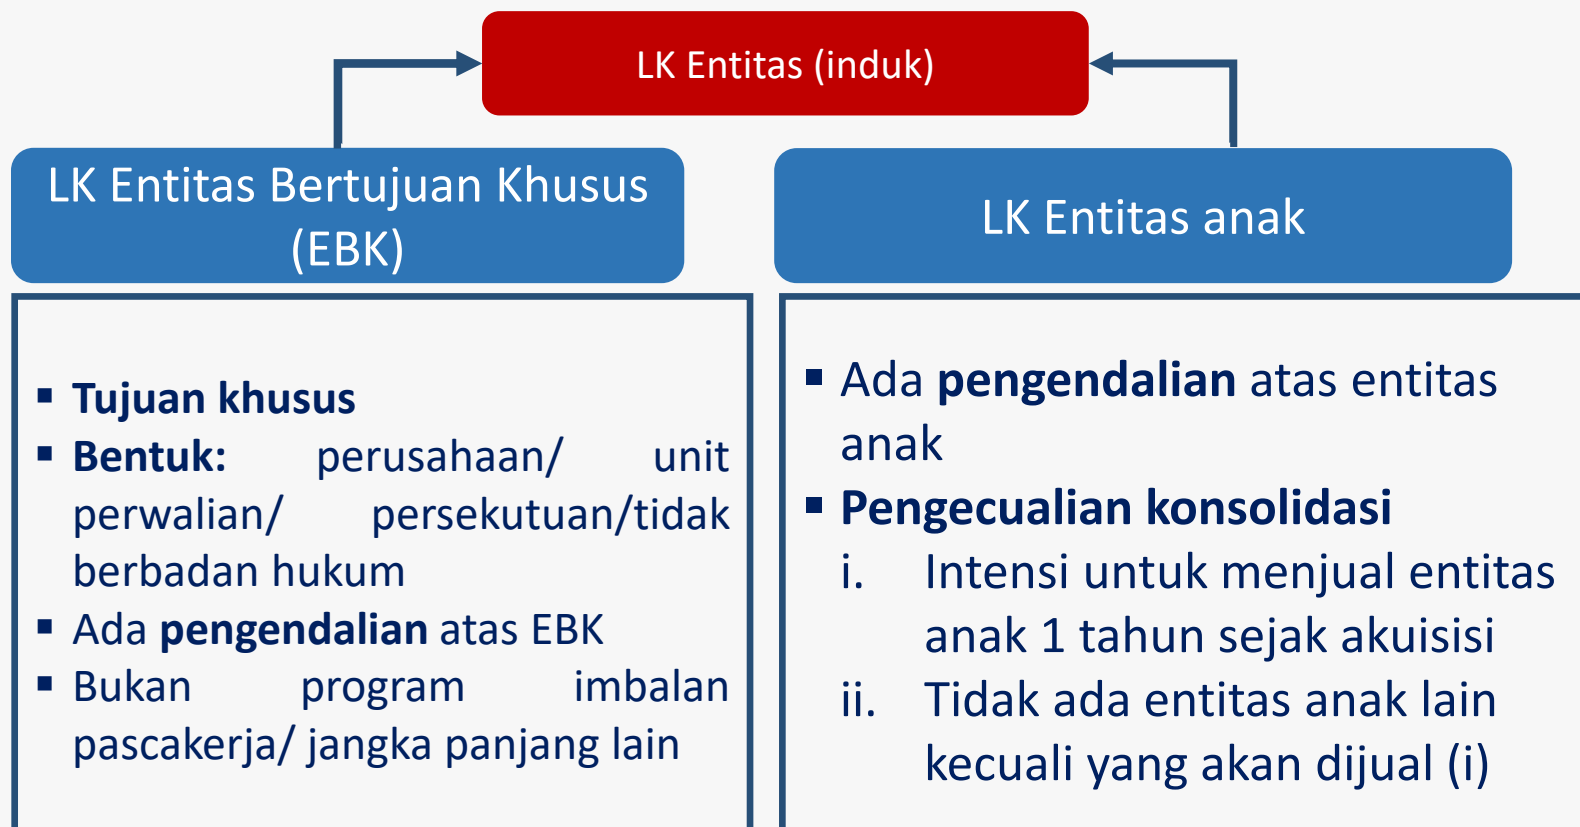 LK Entitas (induk)
LK Entitas Bertujuan Khusus
(EBK)
LK Entitas anak
▪ Tujuan khusus
▪ Bentuk: perusahaan/ unit
perwalian/ persekutuan/tidak
berbadan hukum
▪ Ada pengendalian atas EBK
▪ Bukan program imbalan
pascakerja/ jangka panjang lain
▪ Ada pengendalian atas entitas
anak
▪ Pengecualian konsolidasi
i. Intensi untuk menjual entitas
anak 1 tahun sejak akuisisi
ii. Tidak ada entitas anak lain
kecuali yang akan dijual (i)